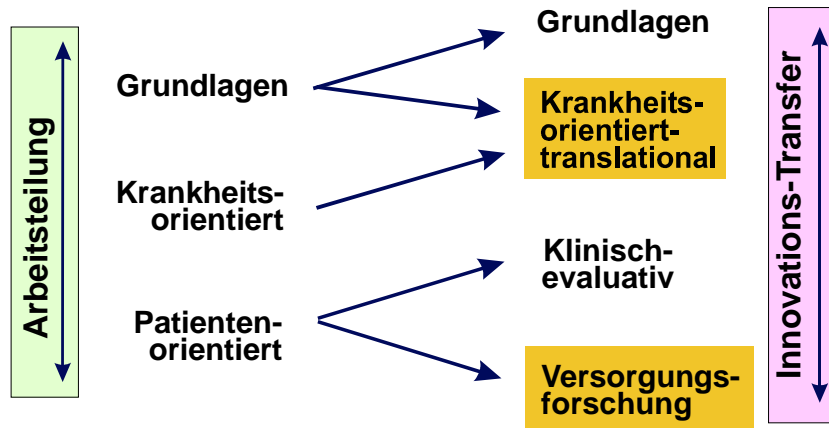 Arbeitsteilung
Grundlagen
Krankheits-
orientiert
Patienten-
orientiert
Grundlagen
Krankheits-
orientiert-
translational
Klinisch-
evaluativ
Versorgungs-
forschung
Innovations-Transfer